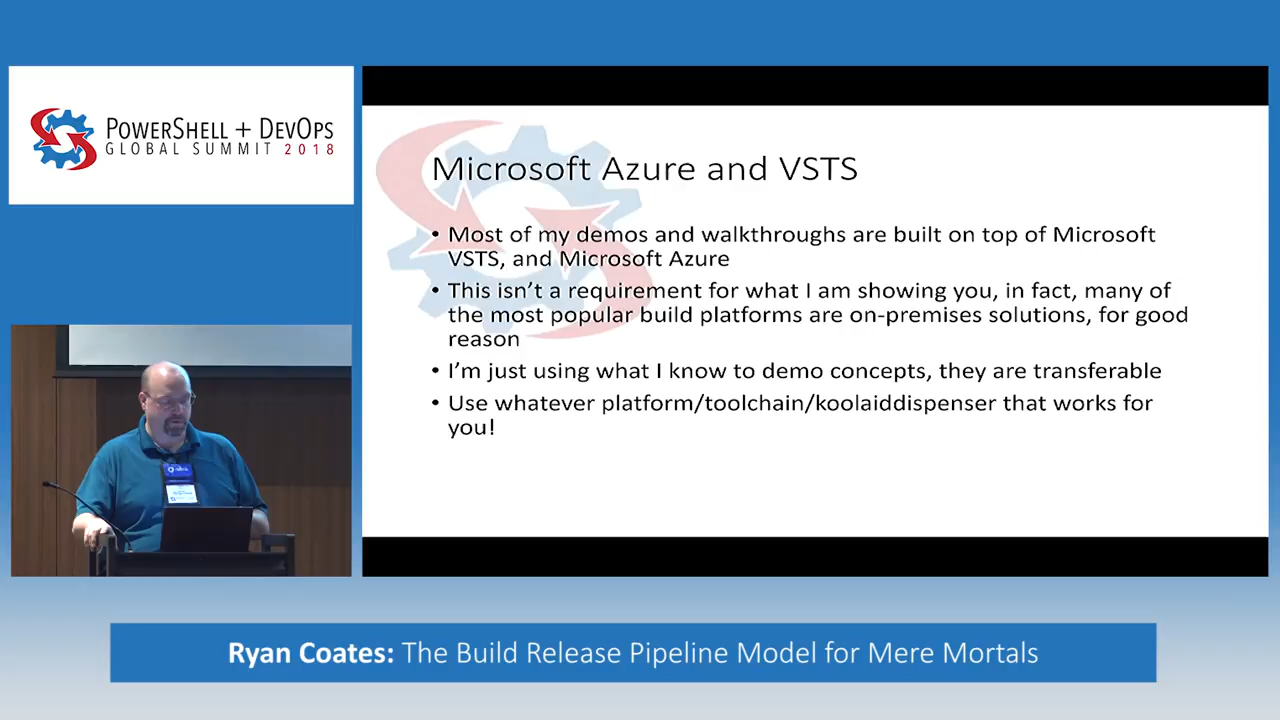 POWERSHELL + DEVOPS
GLOBAL SUMMIT 2018
Microsoft Azure and VSTS
• Most of my demos and walkthroughs are built on top of Microsoft
VSTS, and Microsoft Azure
• This isn't a requirement for what I am showing you, in fact, many of
the most popular build platforms are on-premises solutions, for good
reason
• I'm just using what I know to demo concepts, they are transferable
• Use whatever platform/toolchain/koolaiddispenser that works for
you!
Ryan Coates: The Build Release Pipeline Model for Mere Mortals